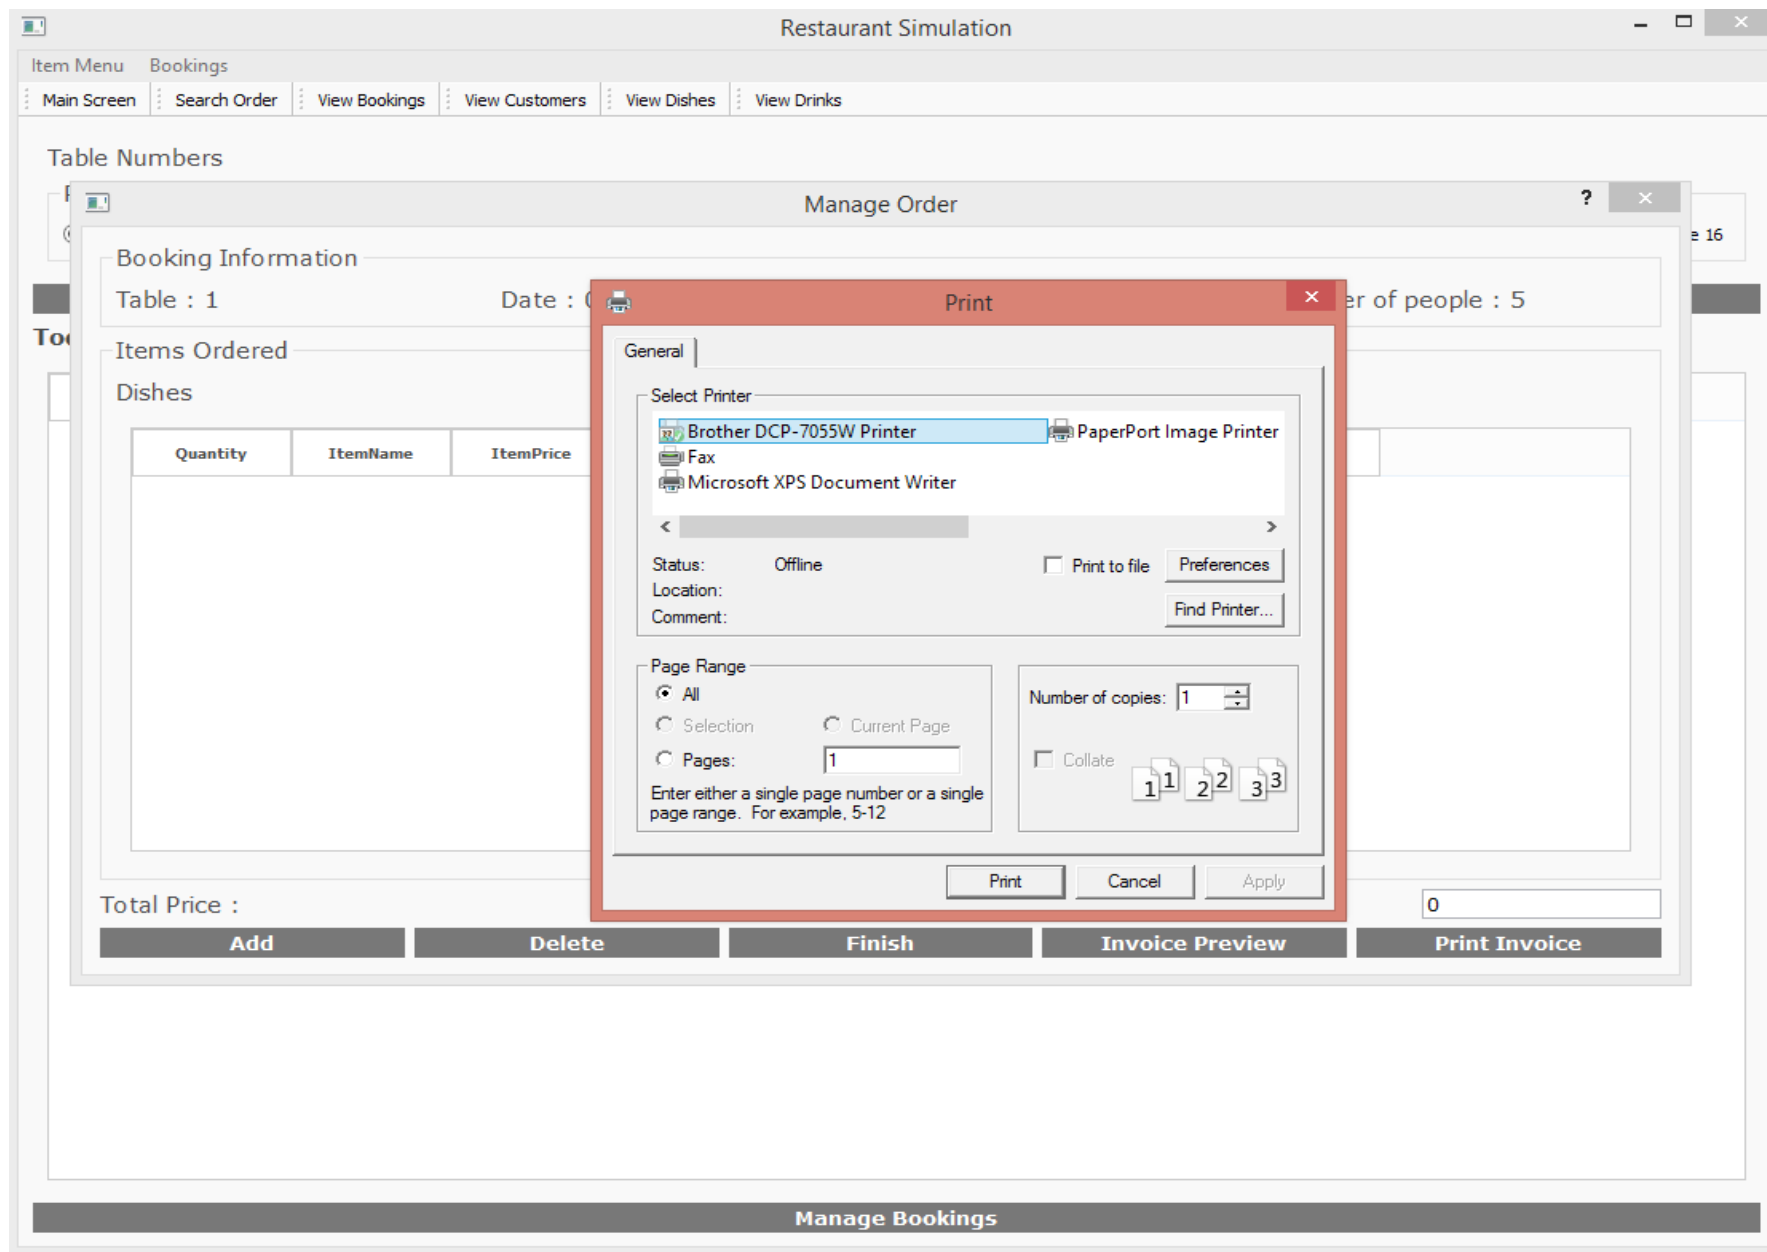 Restaurant Simulation
Item Menu Bookings
Main Screen Search Order View Bookings View Customers View Dishes View Drinks
Table Numbers
Manage Order ?
16
Booking Information
Table : 1 Date : Number of people : 5
Items Ordered
Dishes
Quantity ItemName ItemPrice
Print
General
Select Printer
Brother DCP-7055W Printer PaperPort Image Printer
Fax
Microsoft XPS Document Writer
Status: Offline Print to file Preferences
Location:
Find Printer...
Comment:
Page Range
All
Number of copies: 1
Selection Current Page
Pages: 1
Collate 1 1 2 2 3 3
Enter either a single page number or a single
page range. For example, 5-12
Print Cancel Apply
Total Price : 0
Add Delete Finish Invoice Preview Print Invoice
Manage Bookings